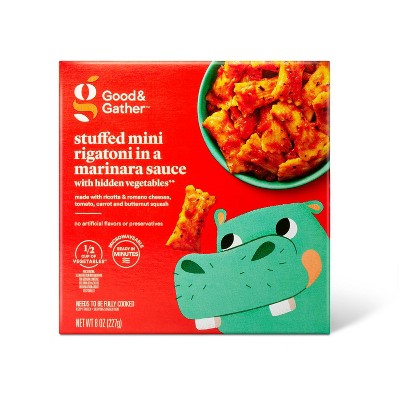 Good&
Gather™
stuffed mini
rigatoni in a
marinara sauce
with hidden vegetables**
made with ricotta & romano cheeses,
tomato, carrot and butternut squash
no artificial flavors or preservatives
1/2
CUP OF
VEGETABLES**
MICROWAVEABLE
READY IN
MINUTES
NEEDS TO BE FULLY COOKED
NET WT 8 OZ (227g)